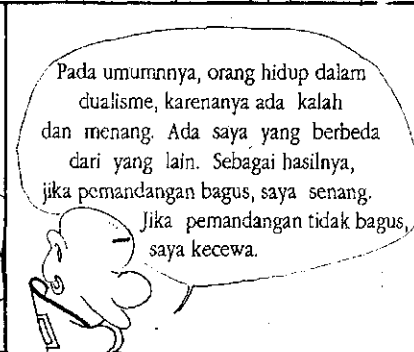 Pada umumnnya, orang hidup dalam
dualisme, karenanya ada kalah
dan menang. Ada saya yang berbeda
dari yang lain. Sebagai hasilnya,
jika pemandangan bagus, saya senang.
Jika pemandangan tidak bagus,
saya kecewa.